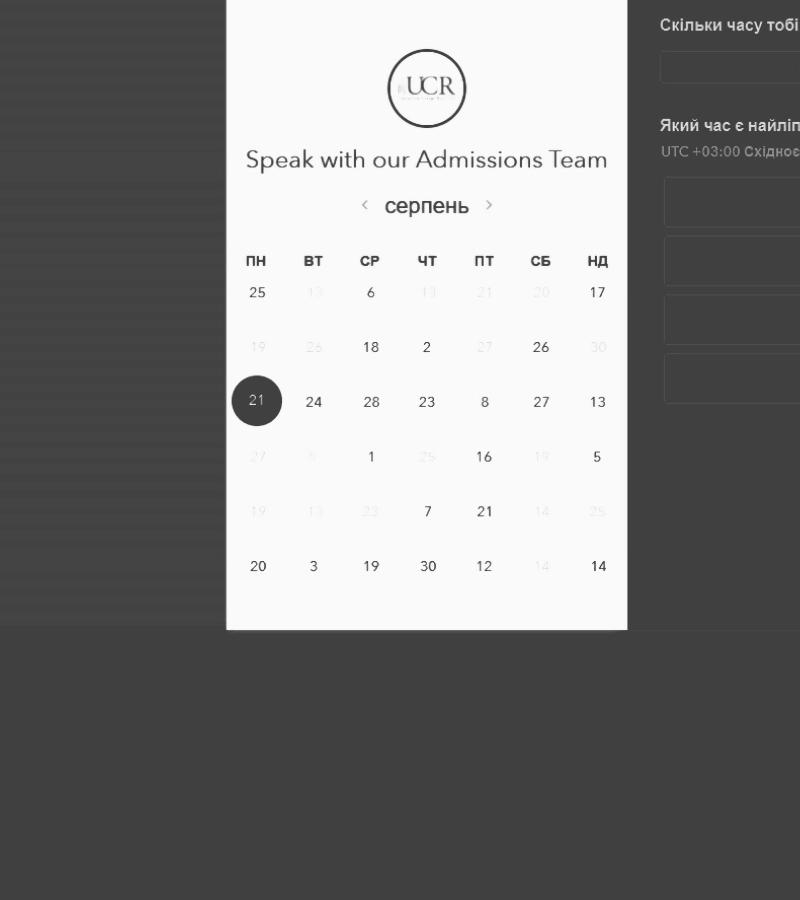 UCR
Speak with our Admissions Team
< серпень >
ПН ВТ СР ЧТ ПТ СБ НД
25 13 6 13 21 20 17
19 26 18 2 27 26 30
21 24 28 23 8 27 13
27 1 25 16 19 5
19 13 23 7 21 14 25
20 3 19 30 12 14 14
Скільки часу тобі
Який час є найліп
UTC +03:00 Східноє